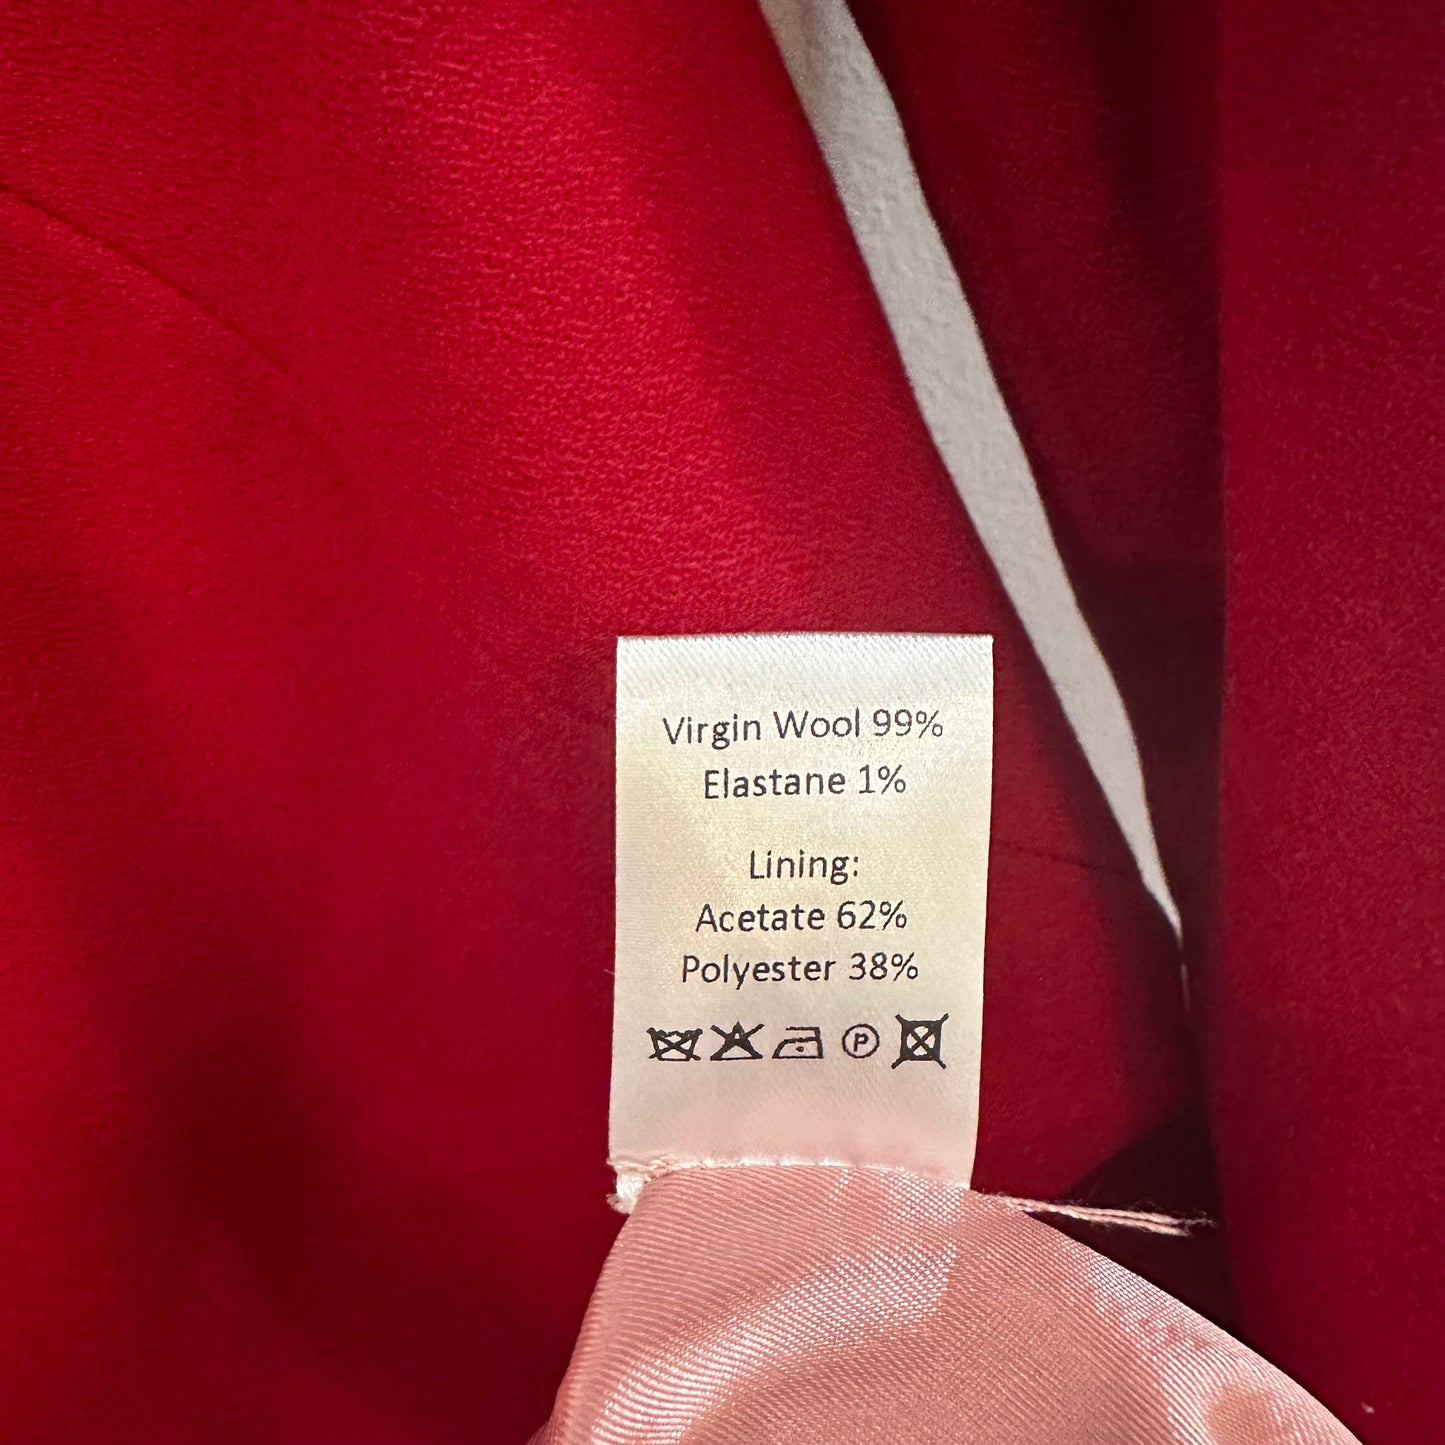 Virgin Wool 99%
Elastane 1%
Lining:
Acetate 62%
Polyester 38%
P